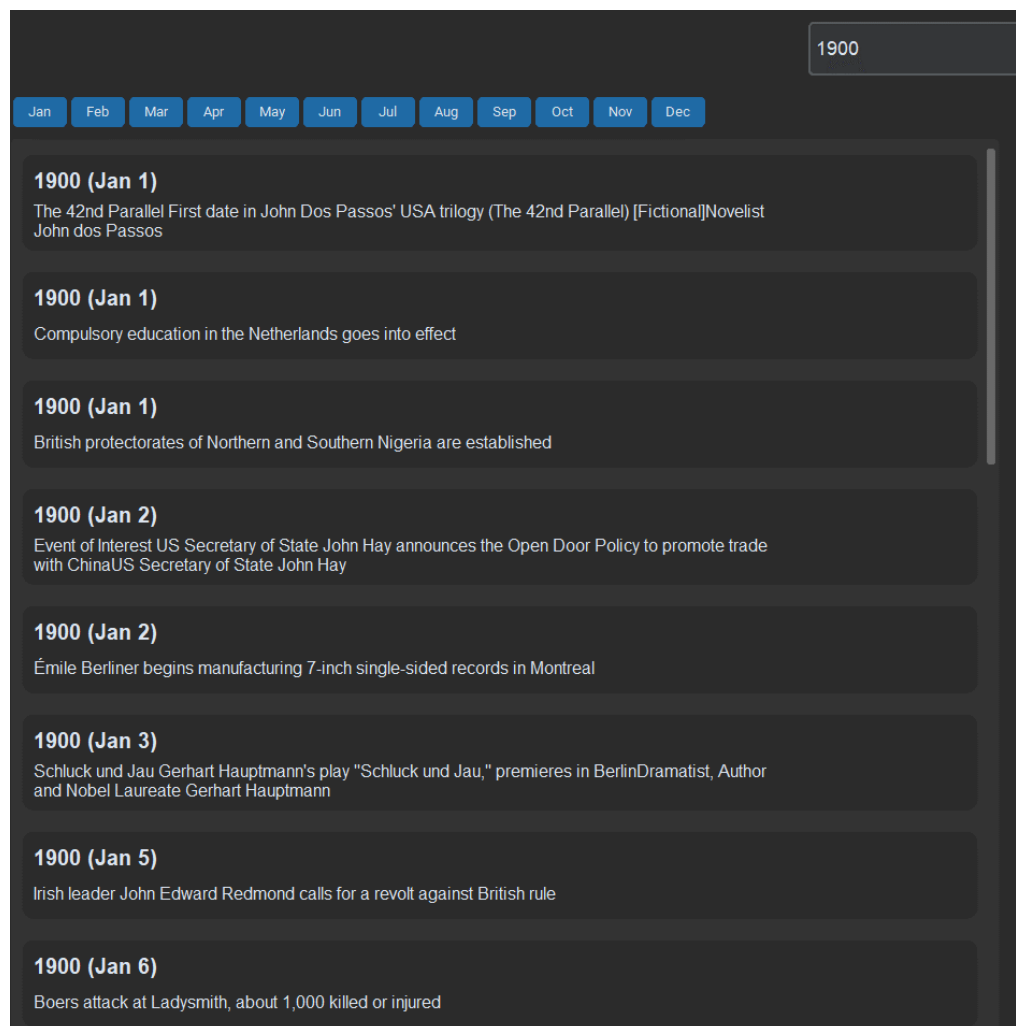 1900
Jan Feb Mar Apr May Jun Jul Aug Sep Oct Nov Dec
1900 (Jan 1)
The 42nd Parallel First date in John Dos Passos' USA trilogy (The 42nd Parallel) [Fictional]Novelist
John dos Passos
1900 (Jan 1)
Compulsory education in the Netherlands goes into effect
1900 (Jan 1)
British protectorates of Northern and Southern Nigeria are established
1900 (Jan 2)
Event of Interest US Secretary of State John Hay announces the Open Door Policy to promote trade
with ChinaUS Secretary of State John Hay
1900 (Jan 2)
Émile Berliner begins manufacturing 7-inch single-sided records in Montreal
1900 (Jan 3)
Schluck und Jau Gerhart Hauptmann's play "Schluck und Jau," premieres in BerlinDramatist, Author
and Nobel Laureate Gerhart Hauptmann
1900 (Jan 5)
Irish leader John Edward Redmond calls for a revolt against British rule
1900 (Jan 6)
Boers attack at Ladysmith, about 1,000 killed or injured